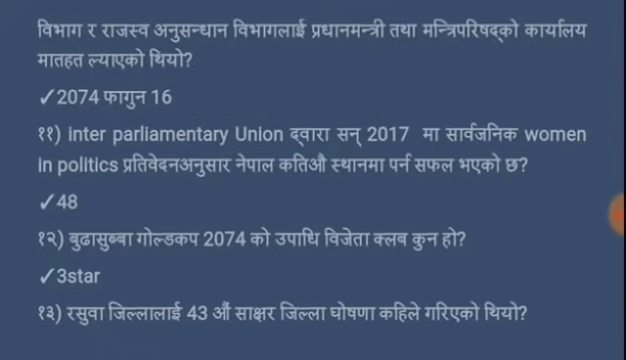 विभाग र राजस्व अनुसन्धान विभागलाई प्रधानमन्त्री तथा मन्त्रिपरिषद्को कार्यालय
मातहत ल्याएको थियो?
✓2074 फागुन 16
११) inter parliamentary Union द्वारा सन् 2017 मा सार्वजनिक women
in politics प्रतिवेदनअनुसार नेपाल कतिऔ स्थानमा पर्न सफल भएको छ?
✓48
१२) बुढासुब्बा गोल्डकप 2074 को उपाधि विजेता क्लब कुन हो?
✓3star
१३) रसुवा जिल्लालाई 43 औं साक्षर जिल्ला घोषणा कहिले गरिएको थियो?